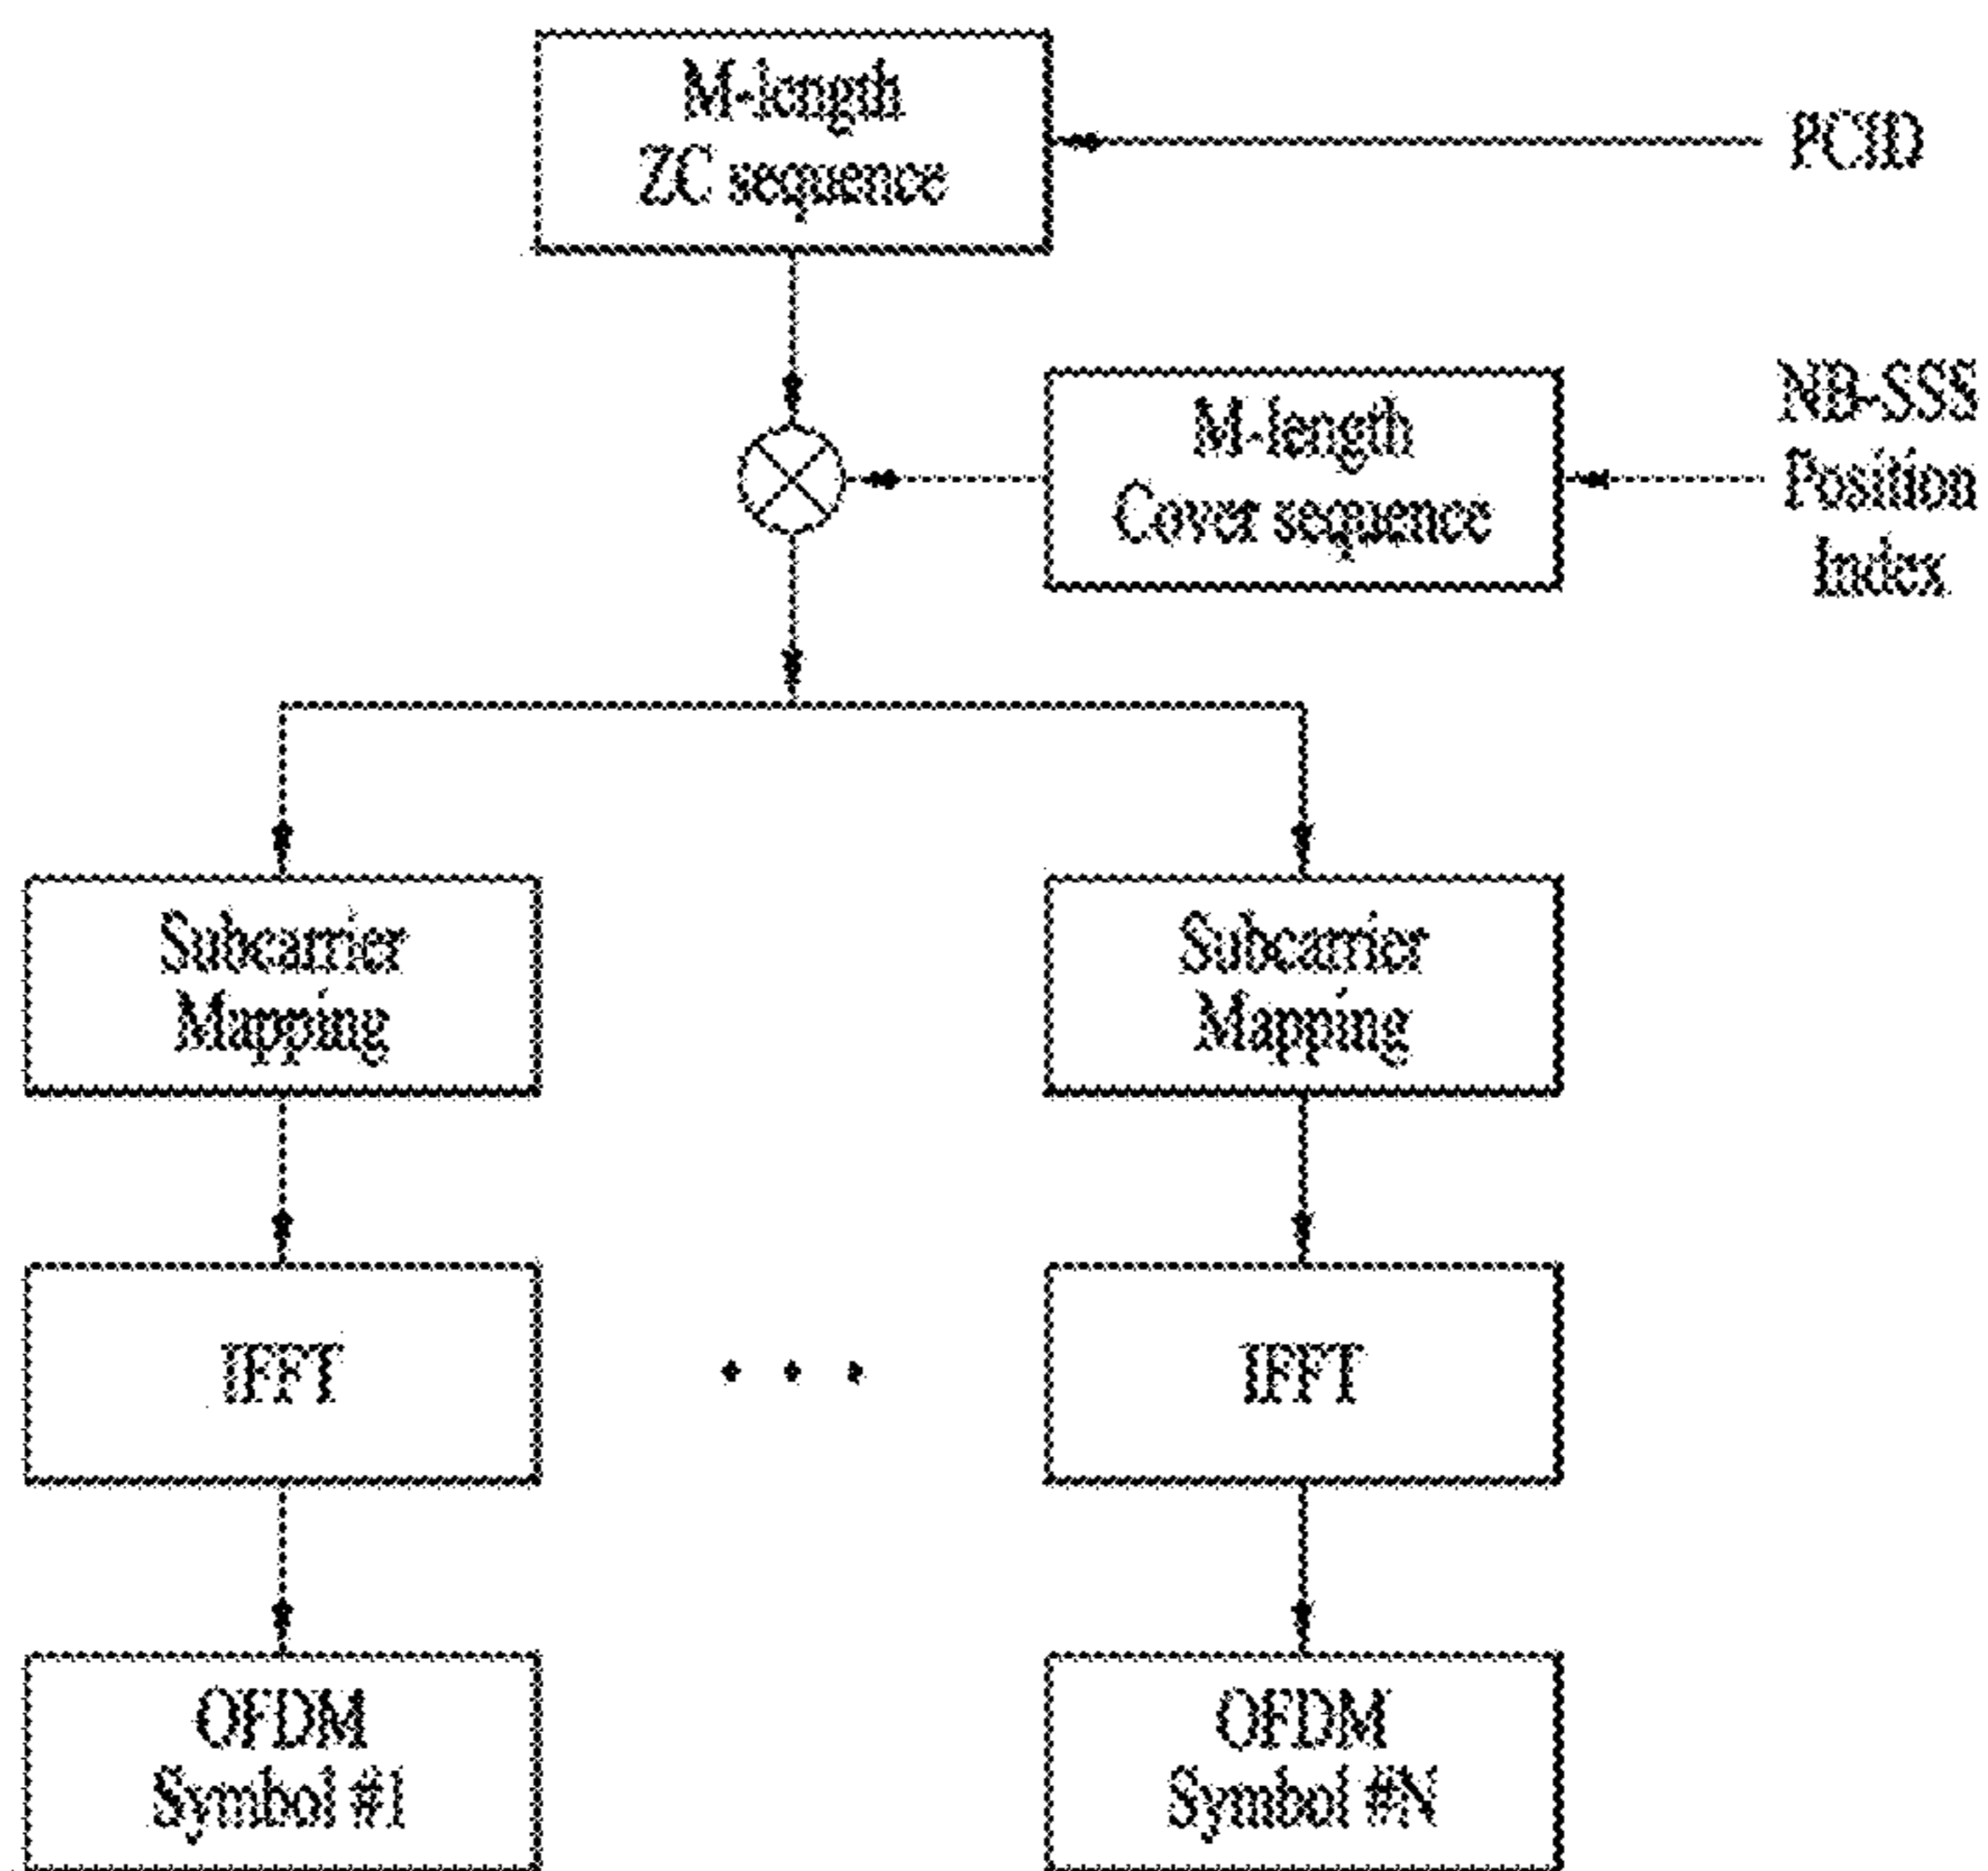 M-length
ZC sequence
PCID
M-length
Cover sequence
NB-SSS
Position
Index
Subcarrier
Mapping
Subcarrier
Mapping
IFFT
IFFT
OFDM
Symbol #1
OFDM
Symbol #N